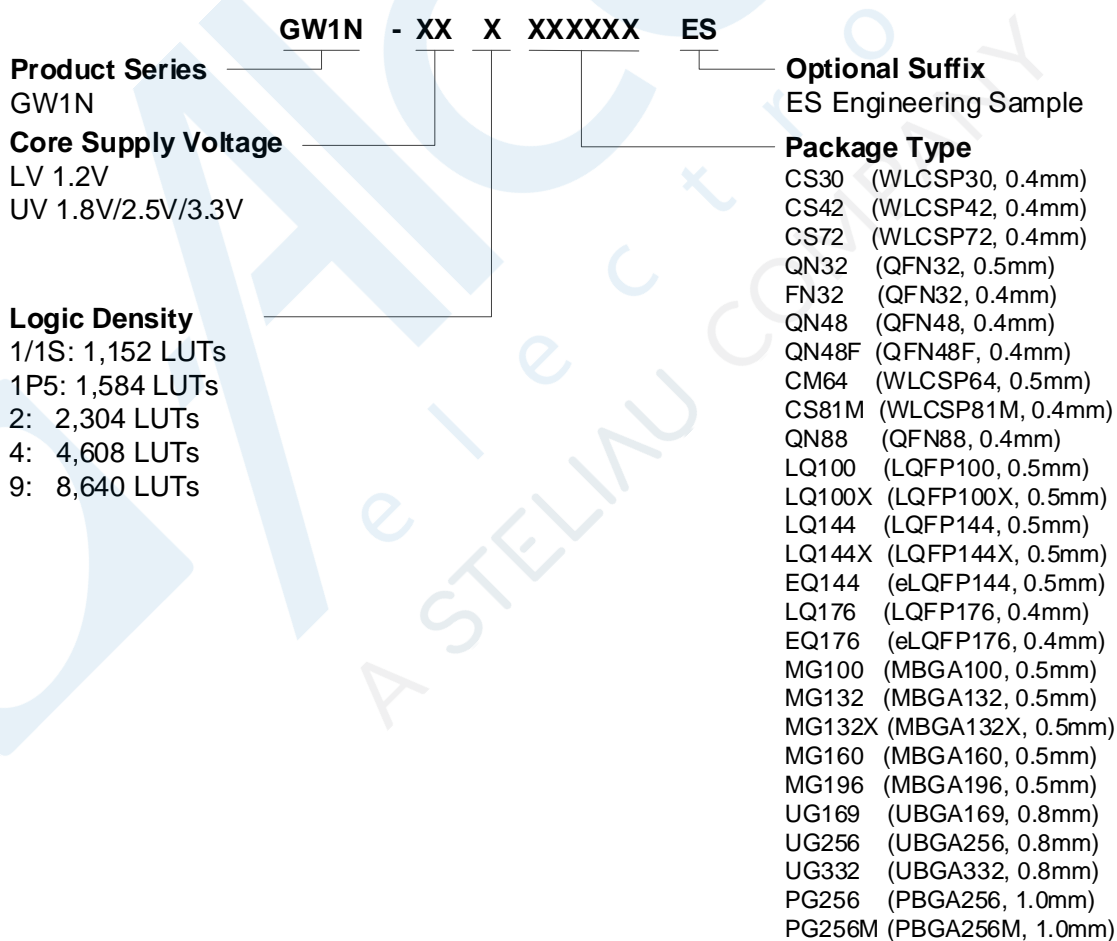 GW1N - XX X XXXXXX ES
Product Series
GW1N
Core Supply Voltage
LV 1.2V
UV 1.8V/2.5V/3.3V
Logic Density
1/1S: 1,152 LUTs
1P5: 1,584 LUTs
2: 2,304 LUTs
4: 4,608 LUTs
9: 8,640 LUTs
Optional Suffix
ES Engineering Sample
Package Type
CS30 (WLCSP30, 0.4mm)
CS42 (WLCSP42, 0.4mm)
CS72 (WLCSP72, 0.4mm)
QN32 (QFN32, 0.5mm)
FN32 (QFN32, 0.4mm)
QN48 (QFN48, 0.4mm)
QN48F (QFN48F, 0.4mm)
CM64 (WLCSP64, 0.5mm)
CS81M (WLCSP81M, 0.4mm)
QN88 (QFN88, 0.4mm)
LQ100 (LQFP100, 0.5mm)
LQ100X (LQFP100X, 0.5mm)
LQ144 (LQFP144, 0.5mm)
LQ144X (LQFP144X, 0.5mm)
EQ144 (eLQFP144, 0.5mm)
LQ176 (LQFP176, 0.4mm)
EQ176 (eLQFP176, 0.4mm)
MG100 (MBGA100, 0.5mm)
MG132 (MBGA132, 0.5mm)
MG132X (MBGA132X, 0.5mm)
MG160 (MBGA160, 0.5mm)
MG196 (MBGA196, 0.5mm)
UG169 (UBGA169, 0.8mm)
UG256 (UBGA256, 0.8mm)
UG332 (UBGA332, 0.8mm)
PG256 (PBGA256, 1.0mm)
PG256M (PBGA256M, 1.0mm)
electro
A STELIAU COMPANY